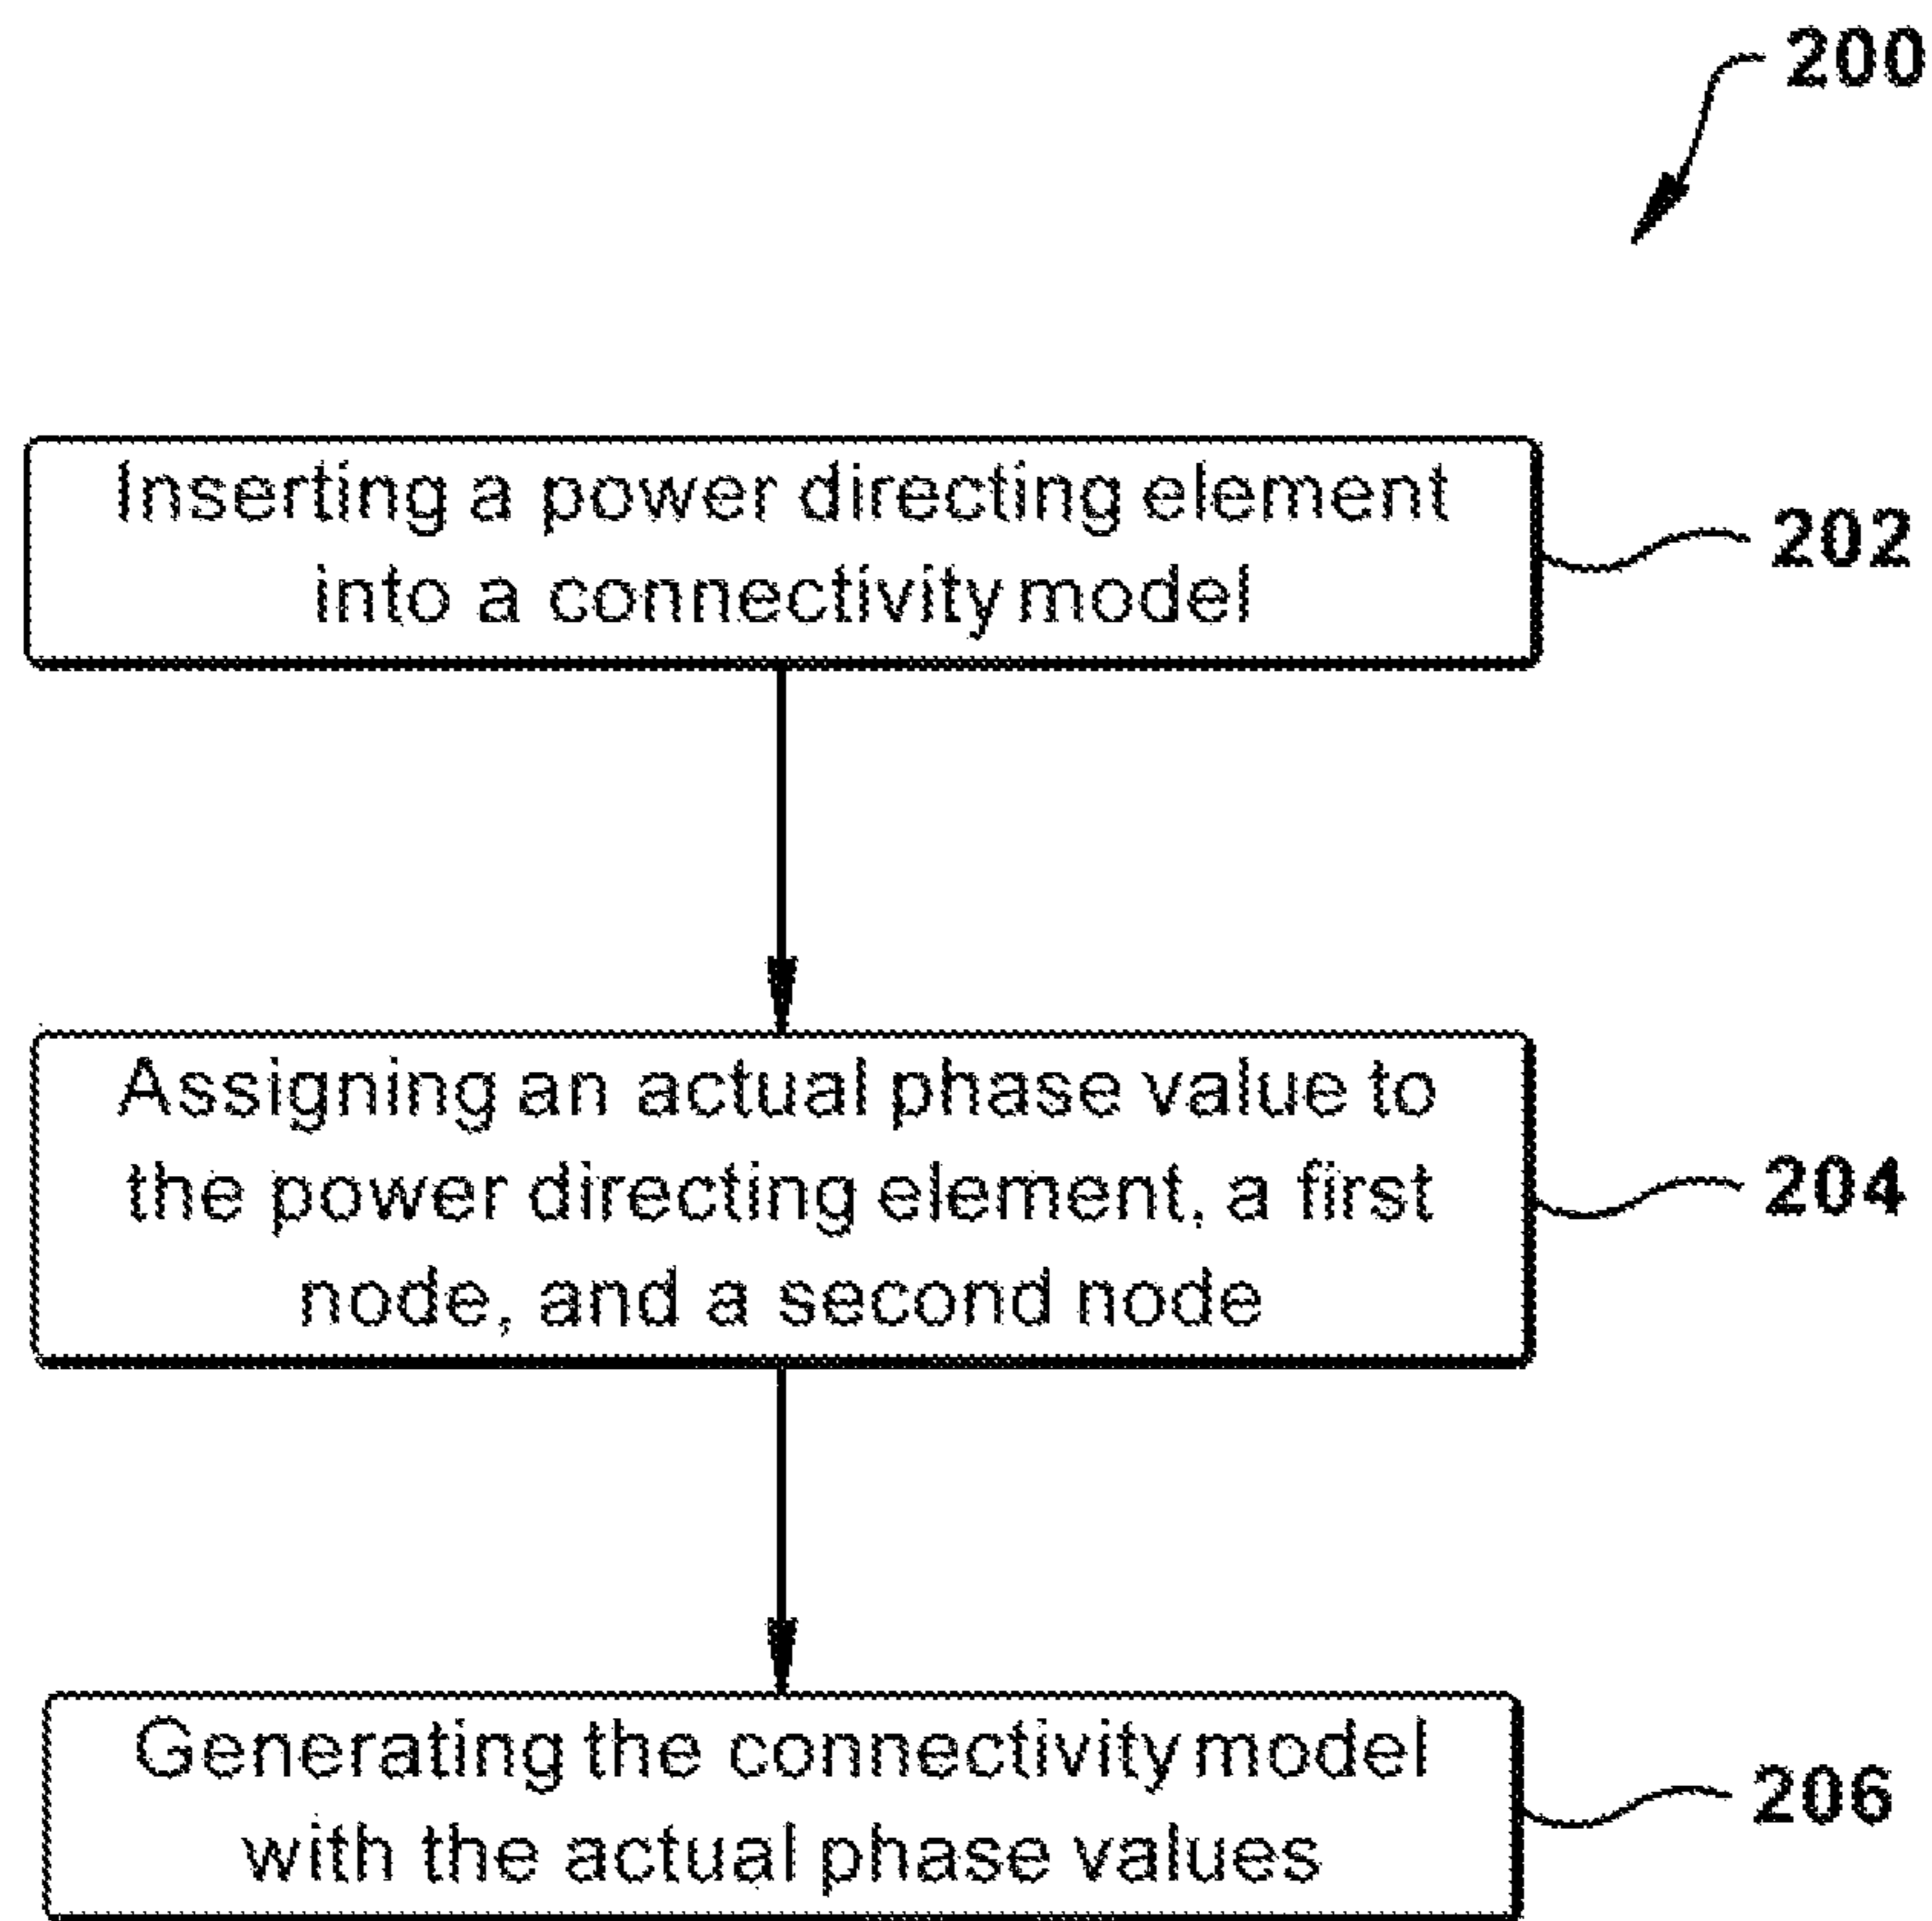 200
Inserting a power directing element
into a connectivity model
202
Assigning an actual phase value to
the power directing element, a first
node, and a second node
204
Generating the connectivity model
with the actual phase values
206